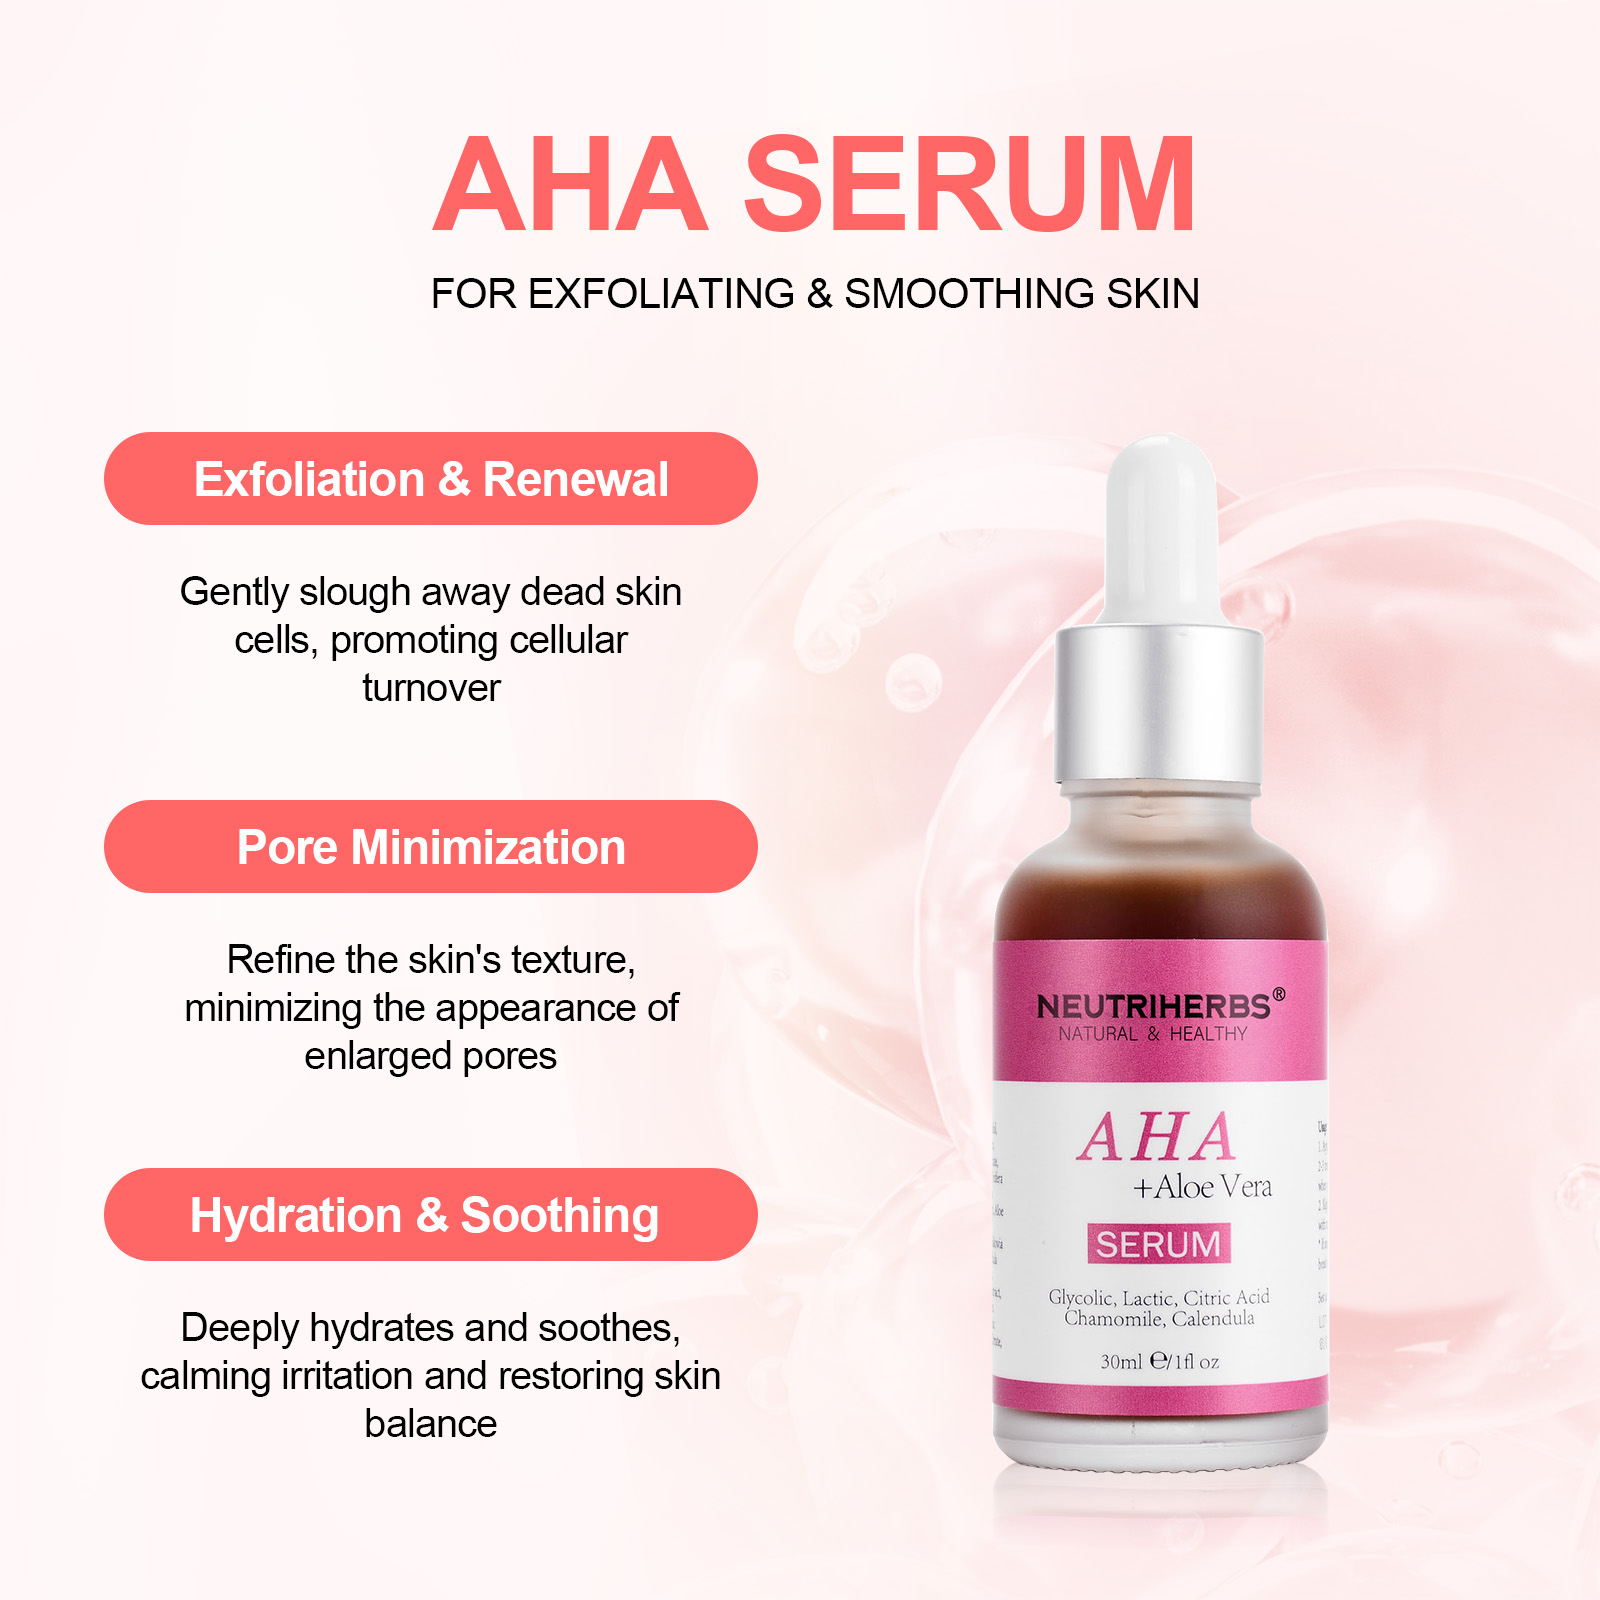 AHA SERUM
FOR EXFOLIATING & SMOOTHING SKIN
Exfoliation & Renewal
Gently slough away dead skin
cells, promoting cellular
turnover
Pore Minimization
Refine the skin's texture,
minimizing the appearance of
enlarged pores
Hydration & Soothing
Deeply hydrates and soothes,
calming irritation and restoring skin
balance
NEUTRIHERBS®
NATURAL & HEALTHY
AHA
+Aloe Vera
SERUM
Glycolic, Lactic, Citric Acid
Chamomile, Calendula
30ml ℮/1fl oz